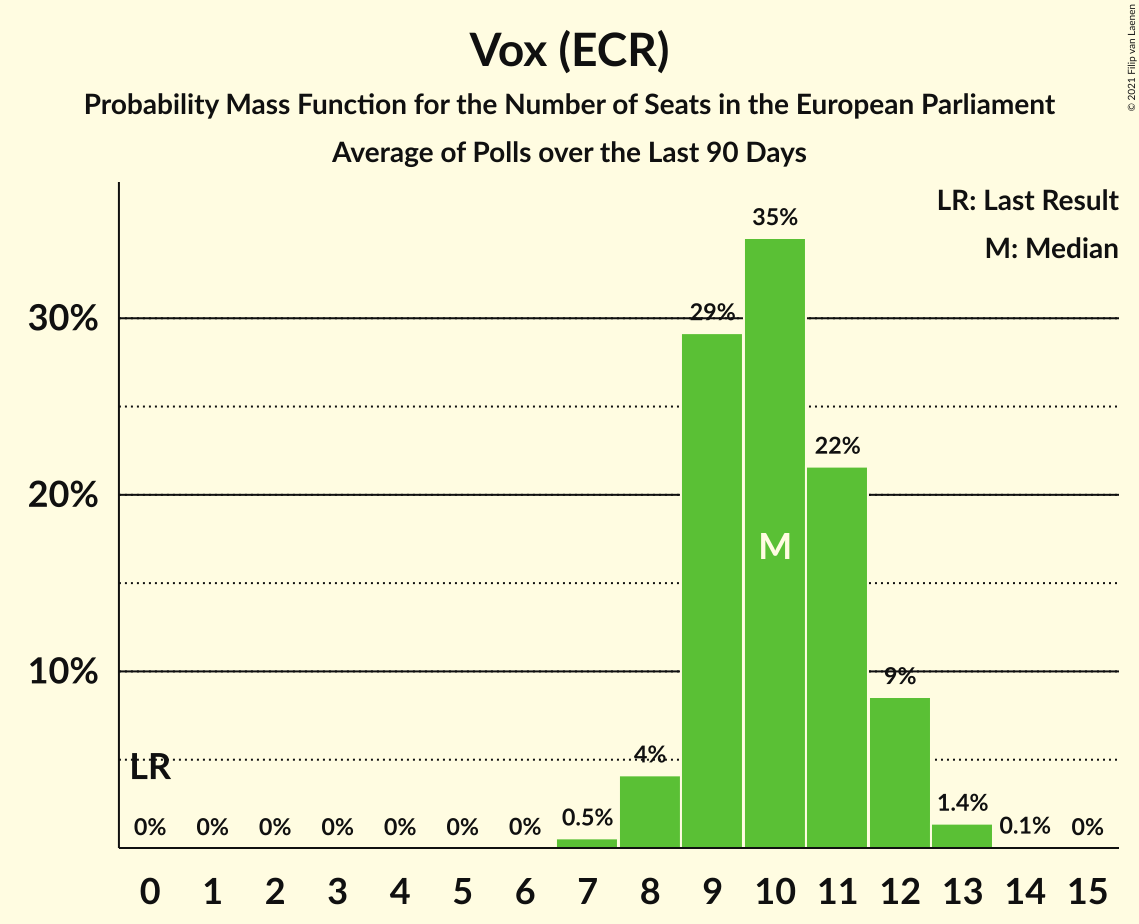 Vox (ECR)
Probability Mass Function for the Number of Seats in the European Parliament
Average of Polls over the Last 90 Days
© 2021 Filip van Laenen
LR: Last Result
M: Median
35%
30%
29%
22%
20%
M
10%
9%
LR
4%
1.4%
0% 0% 0% 0% 0% 0% 0% 0.5% 0.1% 0%
0 1 2 3 4 5 6 7 8 9 10 11 12 13 14 15